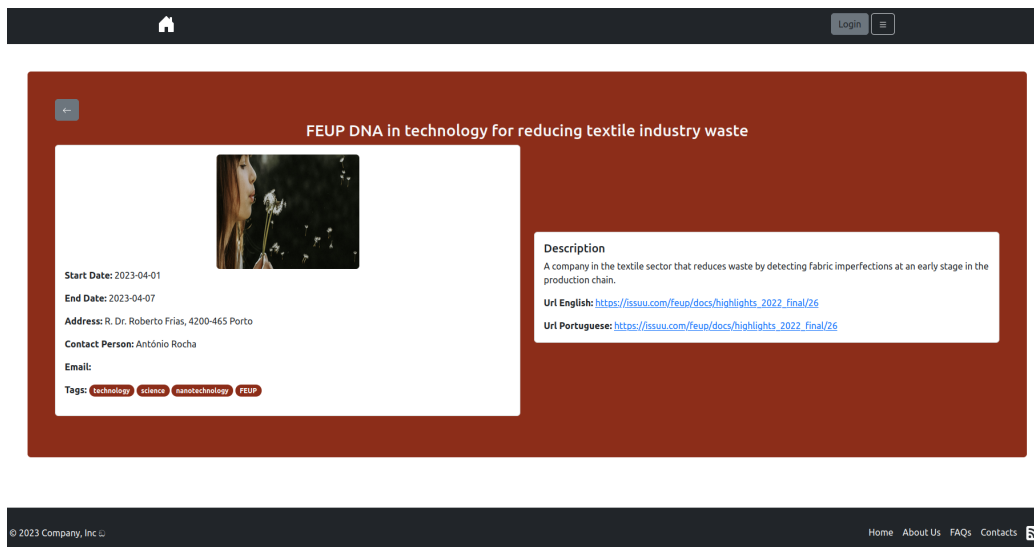 Login
FEUP DNA in technology for reducing textile industry waste
Start Date: 2023-04-01
End Date: 2023-04-07
Address: R. Dr. Roberto Frias, 4200-465 Porto
Contact Person: António Rocha
Email:
Tags: technology science nanotechnology FEUP
Description
A company in the textile sector that reduces waste by detecting fabric imperfections at an early stage in the
production chain.
Url English: https://issuu.com/feup/docs/highlights_2022_final/26
Url Portuguese: https://issuu.com/feup/docs/highlights_2022_final/26
© 2023 Company, Inc
Home About Us FAQs Contacts